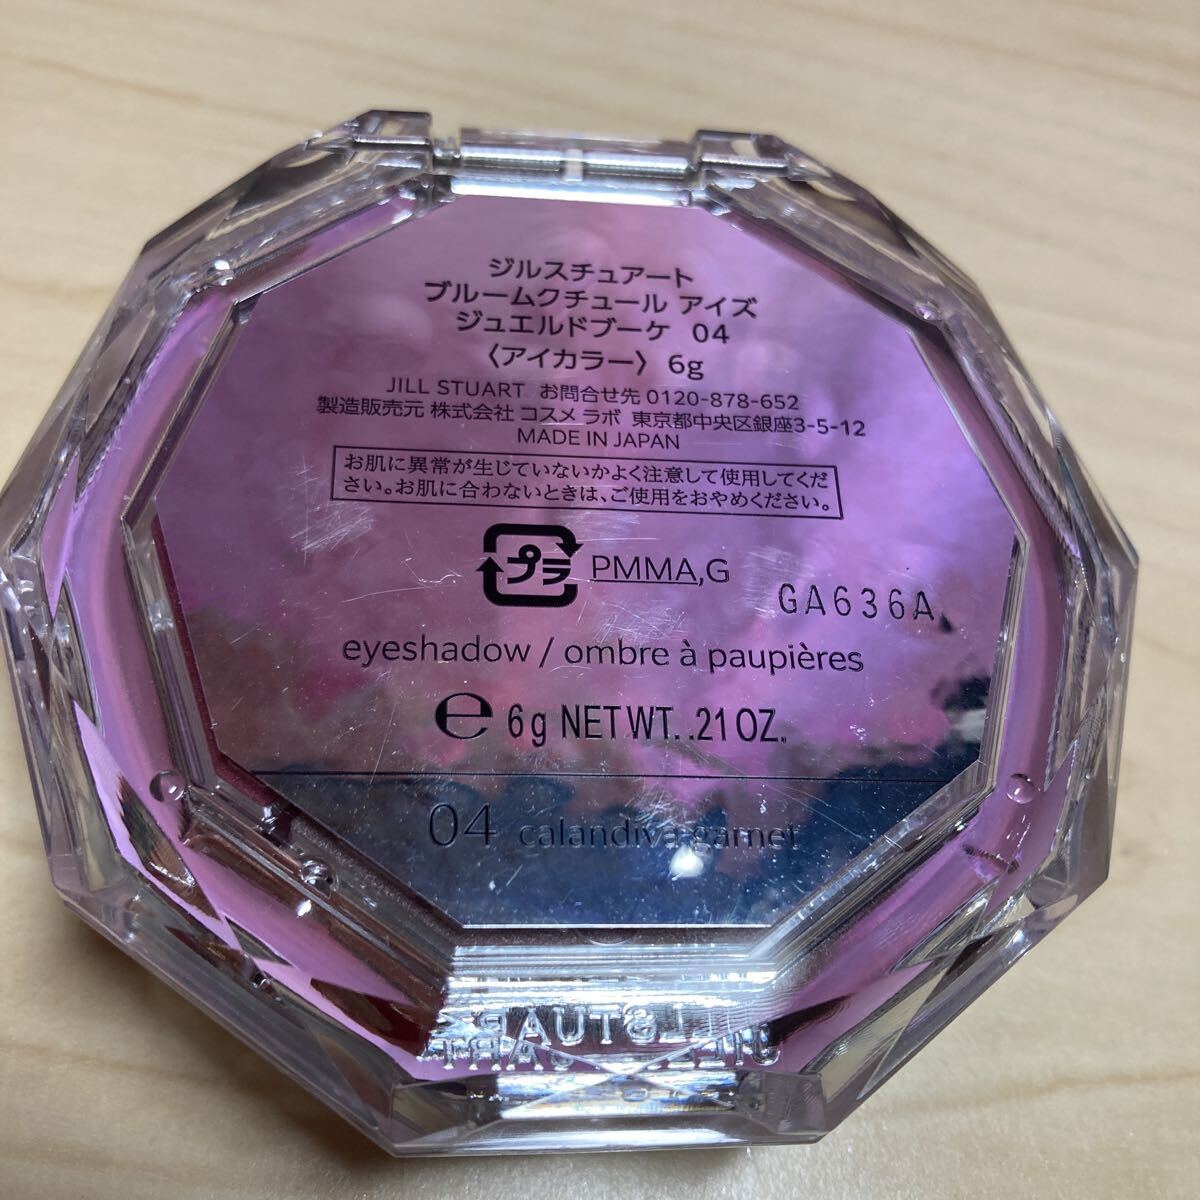 ジルスチュアート
ブルームクチュール アイズ
ジュエルドブーケ 04
〈アイカラー〉 6g
JILL STUART お問合せ先 0120-878-652
製造販売元 株式会社 コスメ ラボ 東京都中央区銀座3-5-12
MADE IN JAPAN
お肌に異常が生じていないかよく注意して使用してくだ
さい。お肌に合わないときは、ご使用をおやめください。
プラ PMMA,G
GA636A
eyeshadow / ombre à paupières
℮ 6g NET WT. .21 OZ.
04 calandiva garnet
JILL STUART